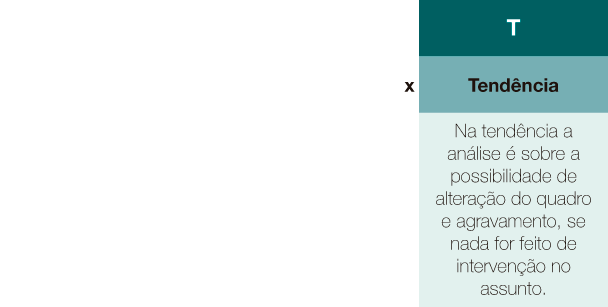 T
x Tendência
Na tendência a
análise é sobre a
possibilidade de
alteração do quadro
e agravamento, se
nada for feito de
intervenção no
assunto.